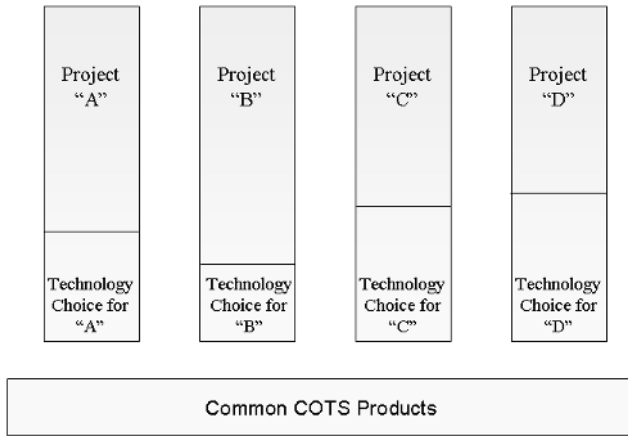 Project
“A”
Project
“B”
Project
“C”
Project
“D”
Technology
Choice for
“A”
Technology
Choice for
“B”
Technology
Choice for
“C”
Technology
Choice for
“D”
Common COTS Products